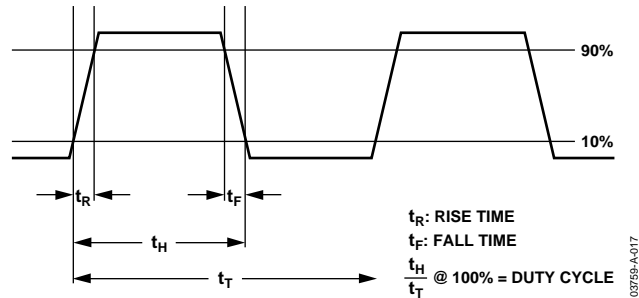 90%
10%
tR
tF
tH
tT
tR: RISE TIME
tF: FALL TIME
tH
tT
@ 100% = DUTY CYCLE
03759-A-017